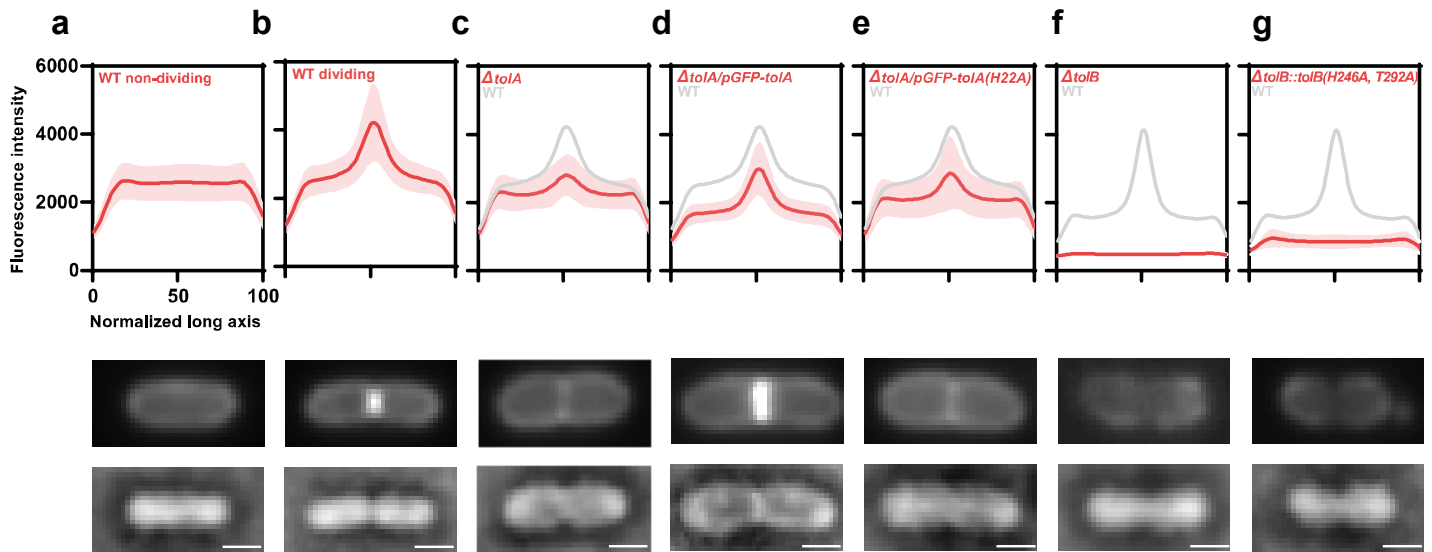 a b c d e f g
6000
4000
2000
0
Fluorescence intensity
WT non-dividing
WT dividing
ΔtolA
WT
ΔtolA/pGFP-tolA
WT
ΔtolA/pGFP-tolA(H22A)
WT
ΔtolB
WT
ΔtolB::tolB(H246A, T292A)
WT
0 50 100
Normalized long axis